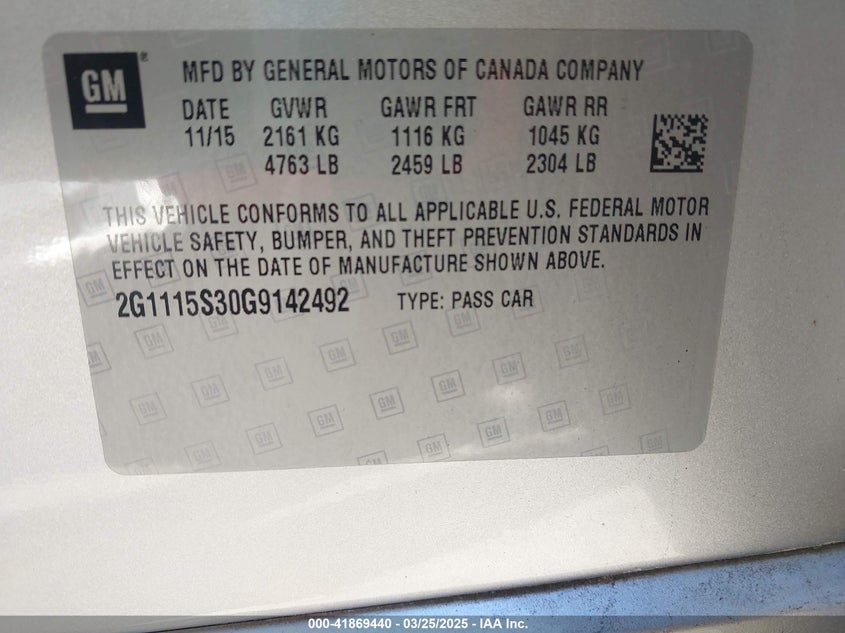 GM
MFD BY GENERAL MOTORS OF CANADA COMPANY
DATE GVWR GAWR FRT GAWR RR
11/15 2161 KG 1116 KG 1045 KG
4763 LB 2459 LB 2304 LB
THIS VEHICLE CONFORMS TO ALL APPLICABLE U.S. FEDERAL MOTOR
VEHICLE SAFETY, BUMPER, AND THEFT PREVENTION STANDARDS IN
EFFECT ON THE DATE OF MANUFACTURE SHOWN ABOVE.
2G1115S30G9142492 TYPE: PASS CAR
000-41869440 - 03/25/2025 - IAA Inc.